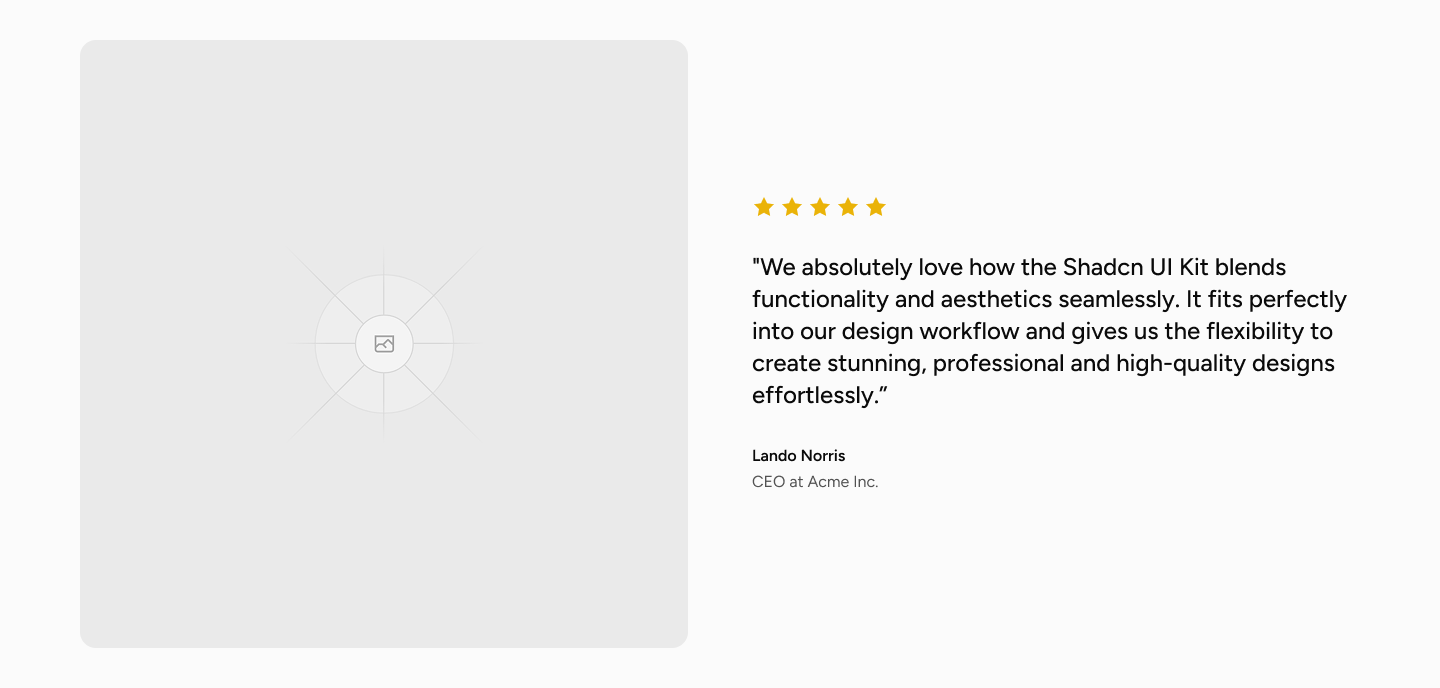 "We absolutely love how the Shadcn UI Kit blends
functionality and aesthetics seamlessly. It fits perfectly
into our design workflow and gives us the flexibility to
create stunning, professional and high-quality designs
effortlessly.”
Lando Norris
CEO at Acme Inc.